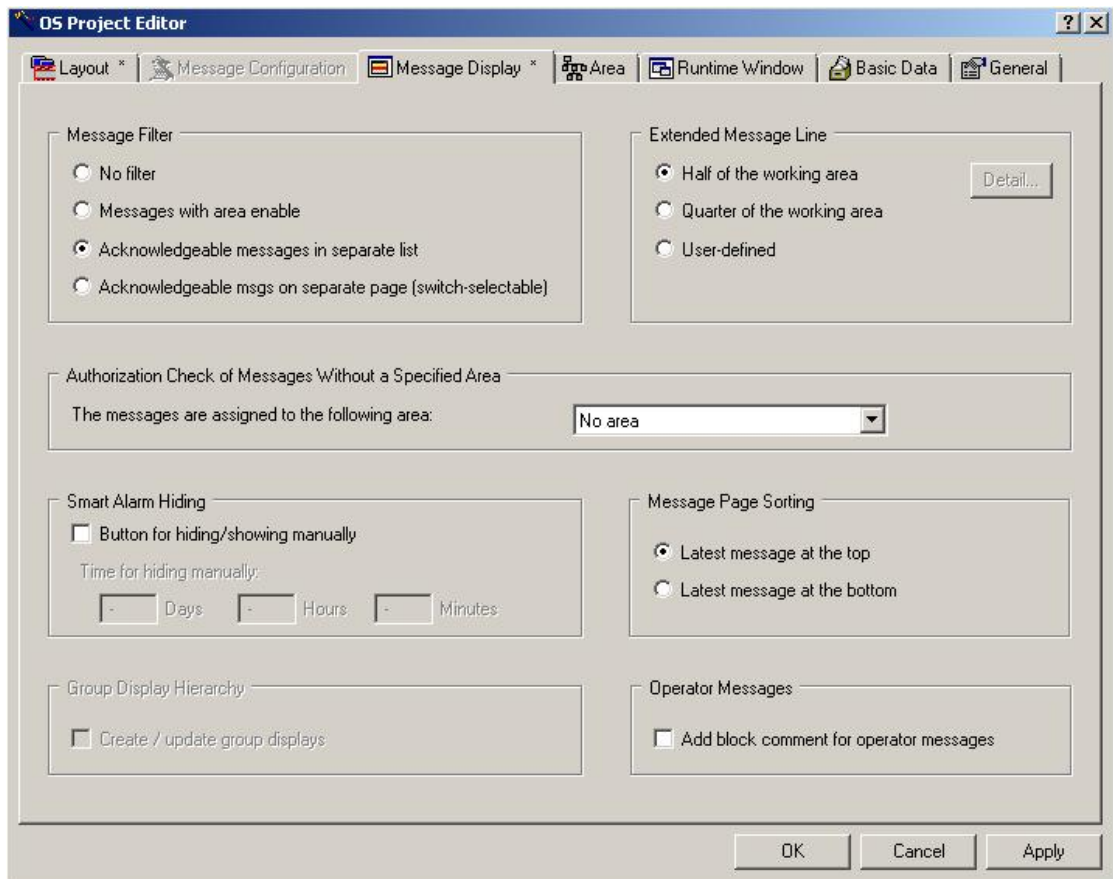 OS Project Editor
Layout * Message Configuration Message Display * Area Runtime Window Basic Data General
Message Filter
No filter
Messages with area enable
Acknowledgeable messages in separate list
Acknowledgeable msgs on separate page (switch-selectable)
Extended Message Line
Half of the working area
Detail...
Quarter of the working area
User-defined
Authorization Check of Messages Without a Specified Area
The messages are assigned to the following area: No area
Smart Alarm Hiding
Button for hiding/showing manually
Time for hiding manually:
- Days - Hours - Minutes
Message Page Sorting
Latest message at the top
Latest message at the bottom
Group Display Hierarchy
Create / update group displays
Operator Messages
Add block comment for operator messages
OK Cancel Apply